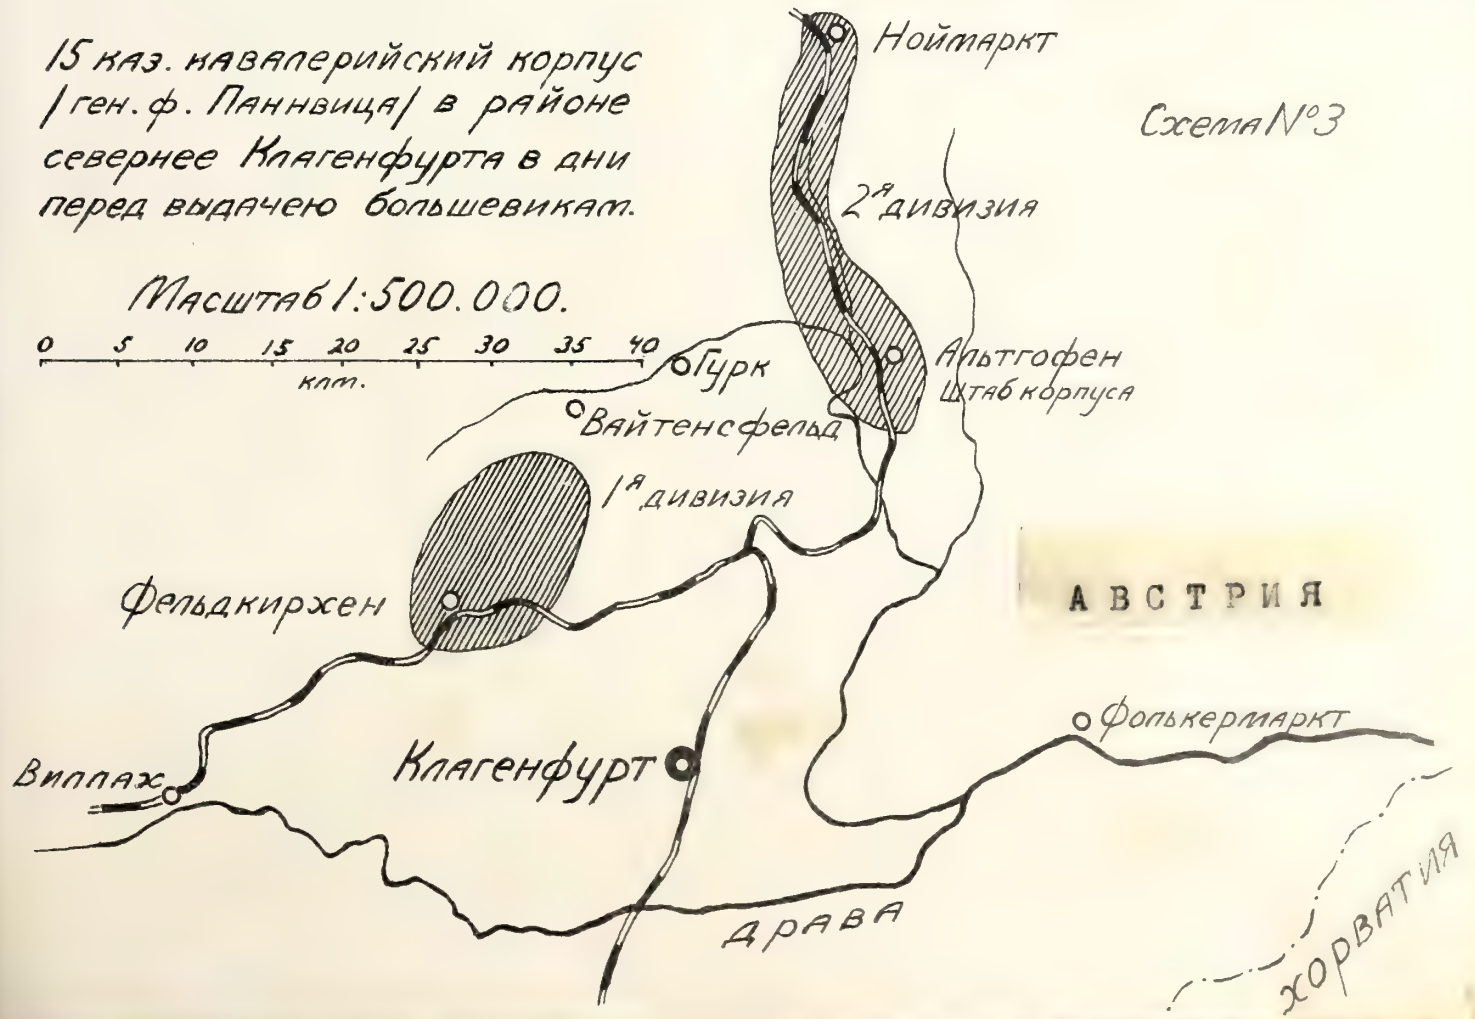 15 каз. кавалерийский корпус
/ген. ф. Паннвица/ в районе
севернее Клагенфурта в дни
перед выдачею большевикам.
Масштаб 1:500.000.
0 5 10 15 20 25 30 35 40
клм.
Схема №3
Ноймаркт
2я дивизия
Альтгофен
Штаб корпуса
Гурк
Вайтенсфельд
1я дивизия
Фельдкирхен
АВСТРИЯ
Фолькермаркт
Клагенфурт
Виллах
Драва
Хорватия